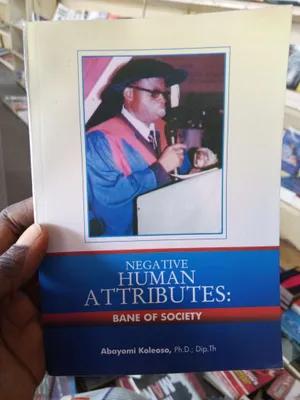 NEGATIVE
HUMAN
ATTRIBUTES:
BANE OF SOCIETY
Abayomi Koleoso, Ph.D.; Dip.Th